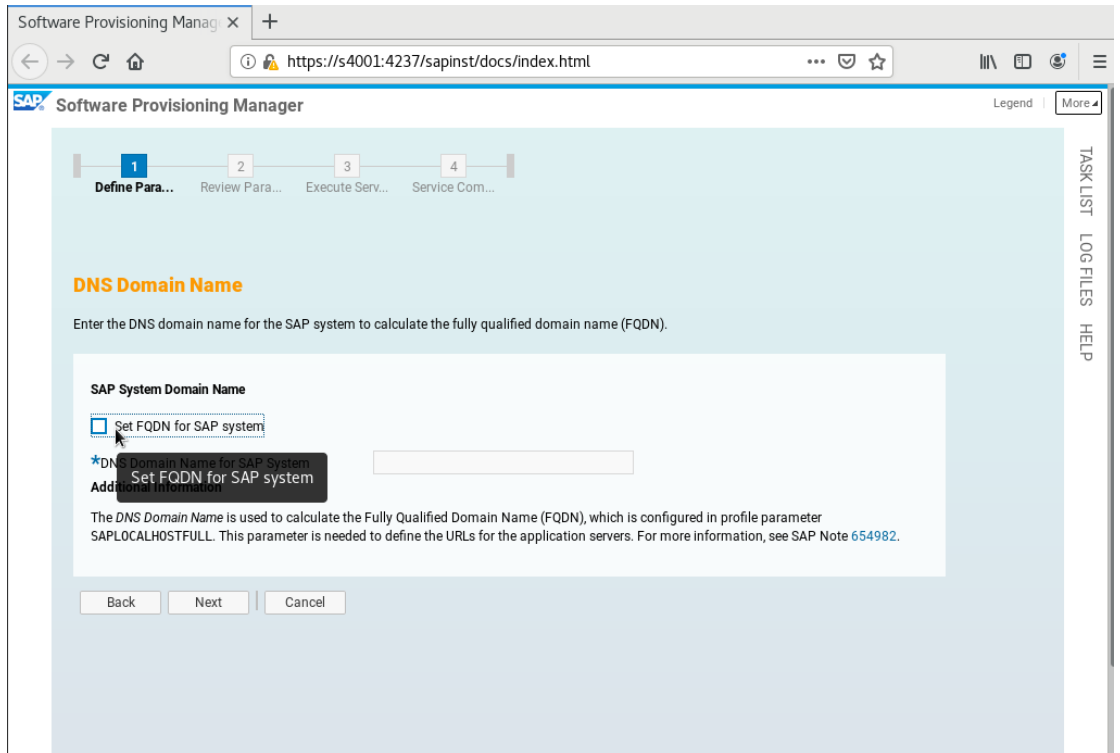 Software Provisioning Manag
https://s4001:4237/sapinst/docs/index.html
SAP Software Provisioning Manager
Legend More
1 2 3 4
Define Para... Review Para... Execute Serv... Service Com...
TASK LIST
LOG FILES
HELP
DNS Domain Name
Enter the DNS domain name for the SAP system to calculate the fully qualified domain name (FQDN).
SAP System Domain Name
Set FQDN for SAP system
*DNS Domain Name for SAP System
Set FQDN for SAP system
Additional Information
The DNS Domain Name is used to calculate the Fully Qualified Domain Name (FQDN), which is configured in profile parameter
SAPLOCALHOSTFULL. This parameter is needed to define the URLs for the application servers. For more information, see SAP Note 654982.
Back Next Cancel